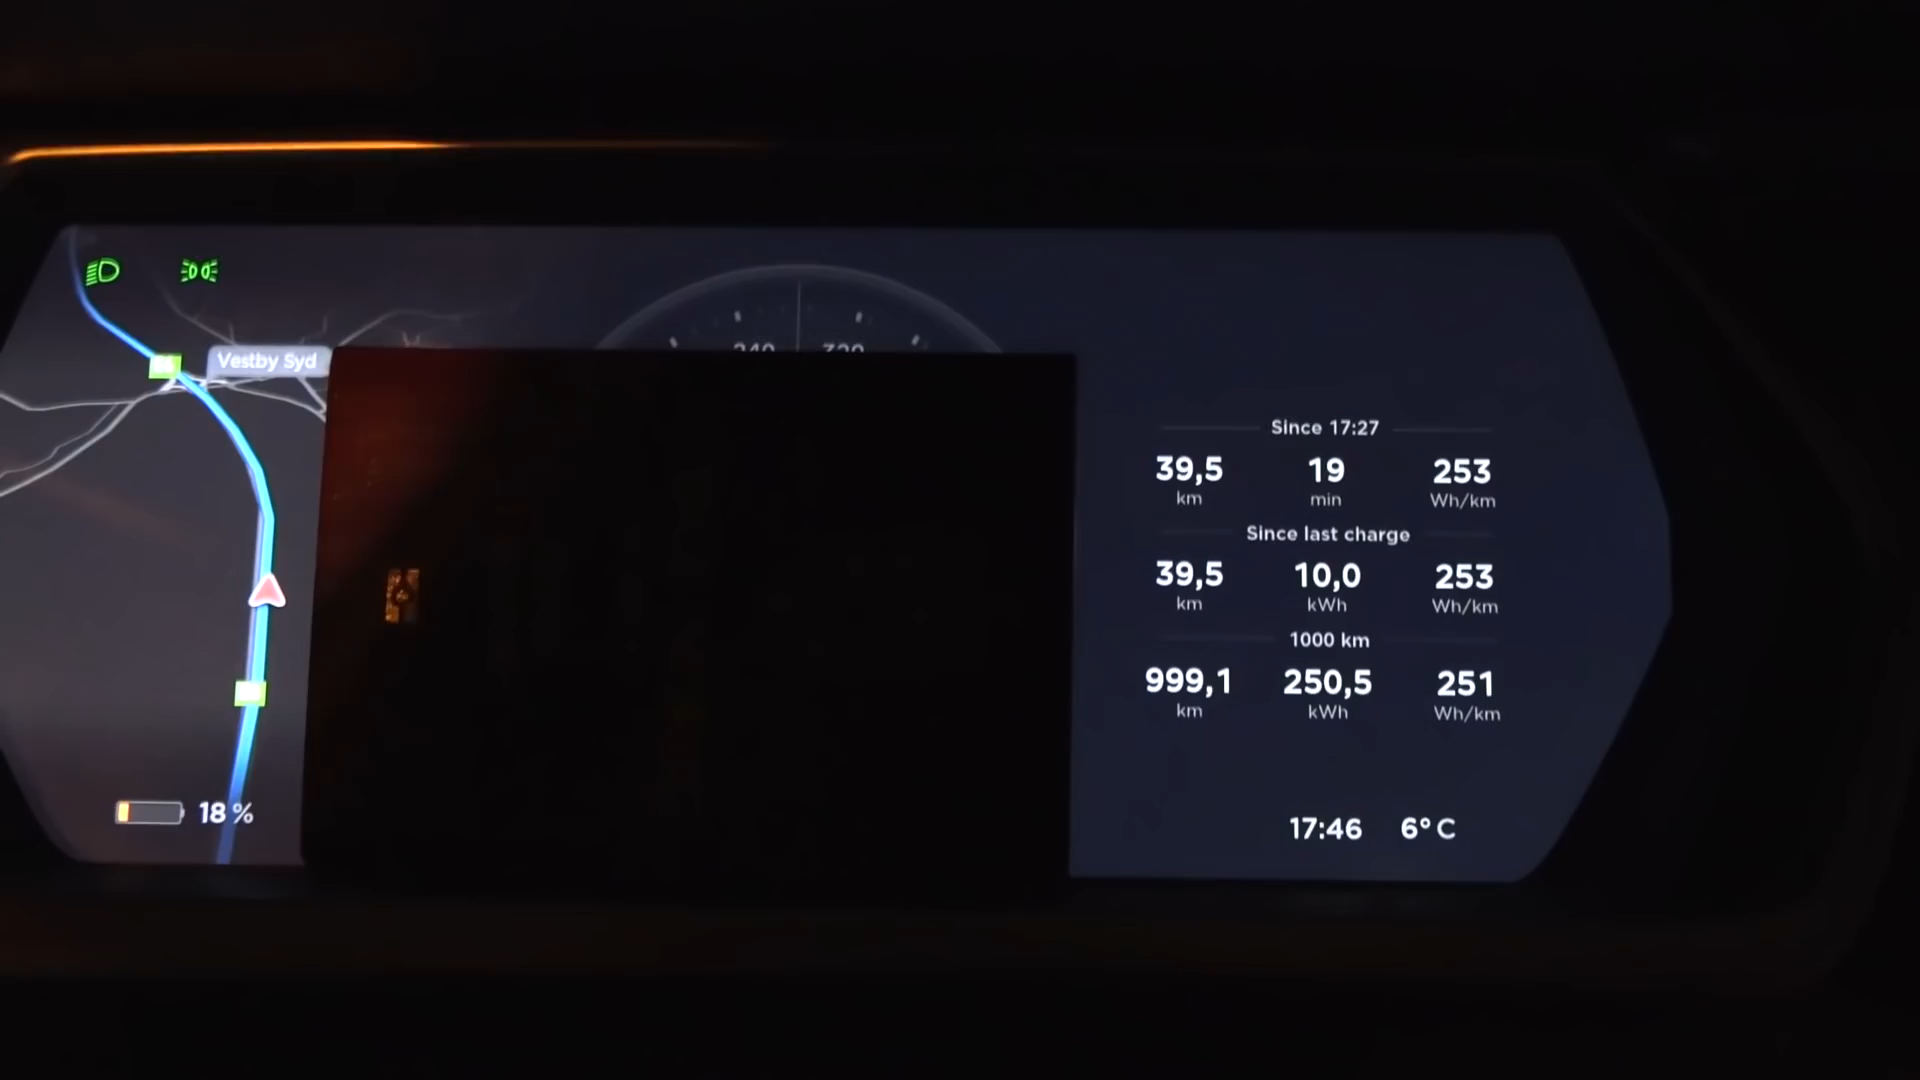 Vestby Syd
18 %
Since 17:27
39,5 19 253
km min Wh/km
Since last charge
39,5 10,0 253
km kWh Wh/km
1000 km
999,1 250,5 251
km kWh Wh/km
17:46 6° C